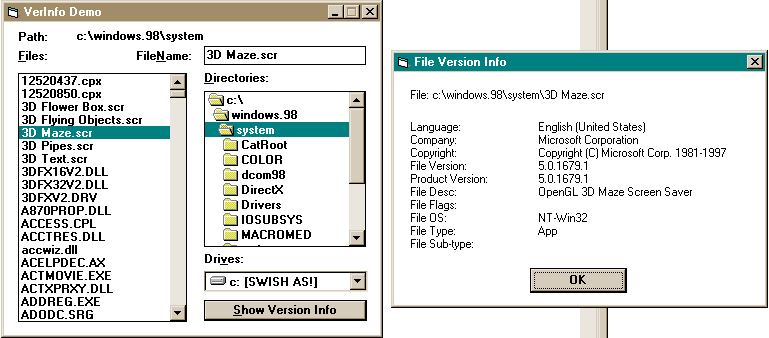 VerInfo Demo
Path: c:\windows.98\system
Files:
FileName: 3D Maze.scr
12520437.cpx
12520850.cpx
3D Flower Box.scr
3D Flying Objects.scr
3D Maze.scr
3D Pipes.scr
3D Text.scr
3DFX16V2.DLL
3DFX32V2.DLL
3DFXV2.DRV
A870PROP.DLL
ACCESS.CPL
ACCTRES.DLL
accwiz.dll
ACELPDEC.AX
ACTMOVIE.EXE
ACTXPRXY.DLL
ADDREG.EXE
ADODC.SRG
Directories:
c:\
windows.98
system
CatRoot
COLOR
dcom98
DirectX
Drivers
IOSUBSYS
MACROMED
Drives:
c: [SWISH AS!]
Show Version Info
File Version Info
File: c:\windows.98\system\3D Maze.scr
Language: English (United States)
Company: Microsoft Corporation
Copyright: Copyright (C) Microsoft Corp. 1981-1997
File Version: 5.0.1679.1
Product Version: 5.0.1679.1
File Desc: OpenGL 3D Maze Screen Saver
File Flags:
File OS: NT-Win32
File Type: App
File Sub-type:
OK